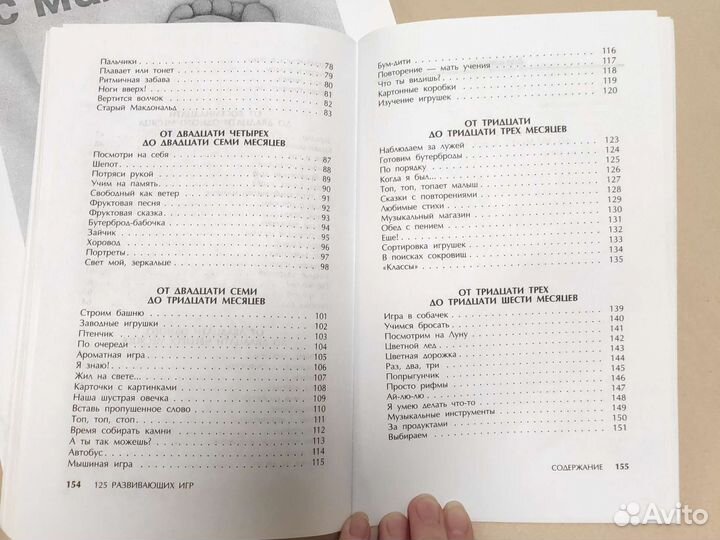 С
Пальчики 78
Плавает или тонет 79
Ритмичная забава 80
Ноги вверх! 81
Вертится волчок 82
Старый Макдональд 83
ОТ ДВАДЦАТИ ЧЕТЫРЕХ
ДО ДВАДЦАТИ СЕМИ МЕСЯЦЕВ
Посмотри на себя 87
Шепот 88
Потряси рукой 89
Учим на память 90
Свободный как ветер 91
Фруктовая песня 92
Фруктовая сказка 93
Бутерброд-бабочка 94
Зайчик 95
Хоровод 96
Портреты 97
Свет мой, зеркальце 98
ОТ ДВАДЦАТИ СЕМИ
ДО ТРИДЦАТИ МЕСЯЦЕВ
Строим башню 101
Заводные игрушки 102
Птенчик 103
По очереди 104
Ароматная игра 105
Я знаю! 106
Жил на свете... 107
Карточки с картинками 108
Наша шустрая овечка 109
Вставь пропущенное слово 110
Топ, топ, стоп 111
Время собирать камни 112
А ты так можешь? 113
Автобус 114
Мышиная игра 115
154 125 РАЗВИВАЮЩИХ ИГР
Бум-дити 116
Повторение — мать учения 117
Что ты видишь? 118
Картонные коробки 119
Изучение игрушек 120
ОТ ТРИДЦАТИ
ДО ТРИДЦАТИ ТРЕХ МЕСЯЦЕВ
Наблюдаем за лужей 123
Готовим бутерброды 124
По порядку 125
Когда я был... 126
Топ, топ, топает малыш 127
Сказки с повторениями 128
Любимые стихи 129
Музыкальный магазин 130
Обед с пением 131
Еще! 132
Сортировка игрушек 133
В поисках сокровищ 134
«Классы» 135
ОТ ТРИДЦАТИ ТРЕХ
ДО ТРИДЦАТИ ШЕСТИ МЕСЯЦЕВ
Игра в собачек 139
Учимся бросать 140
Посмотрим на Луну 141
Цветной лед 142
Цветная дорожка 144
Раз, два, три 145
Попрыгунчик 146
Просто рифмы 147
Ай-лю-лю 148
Я умею делать что-то 149
Музыкальные инструменты 150
За продуктами 151
Выбираем
СОДЕРЖАНИЕ 155
Avito